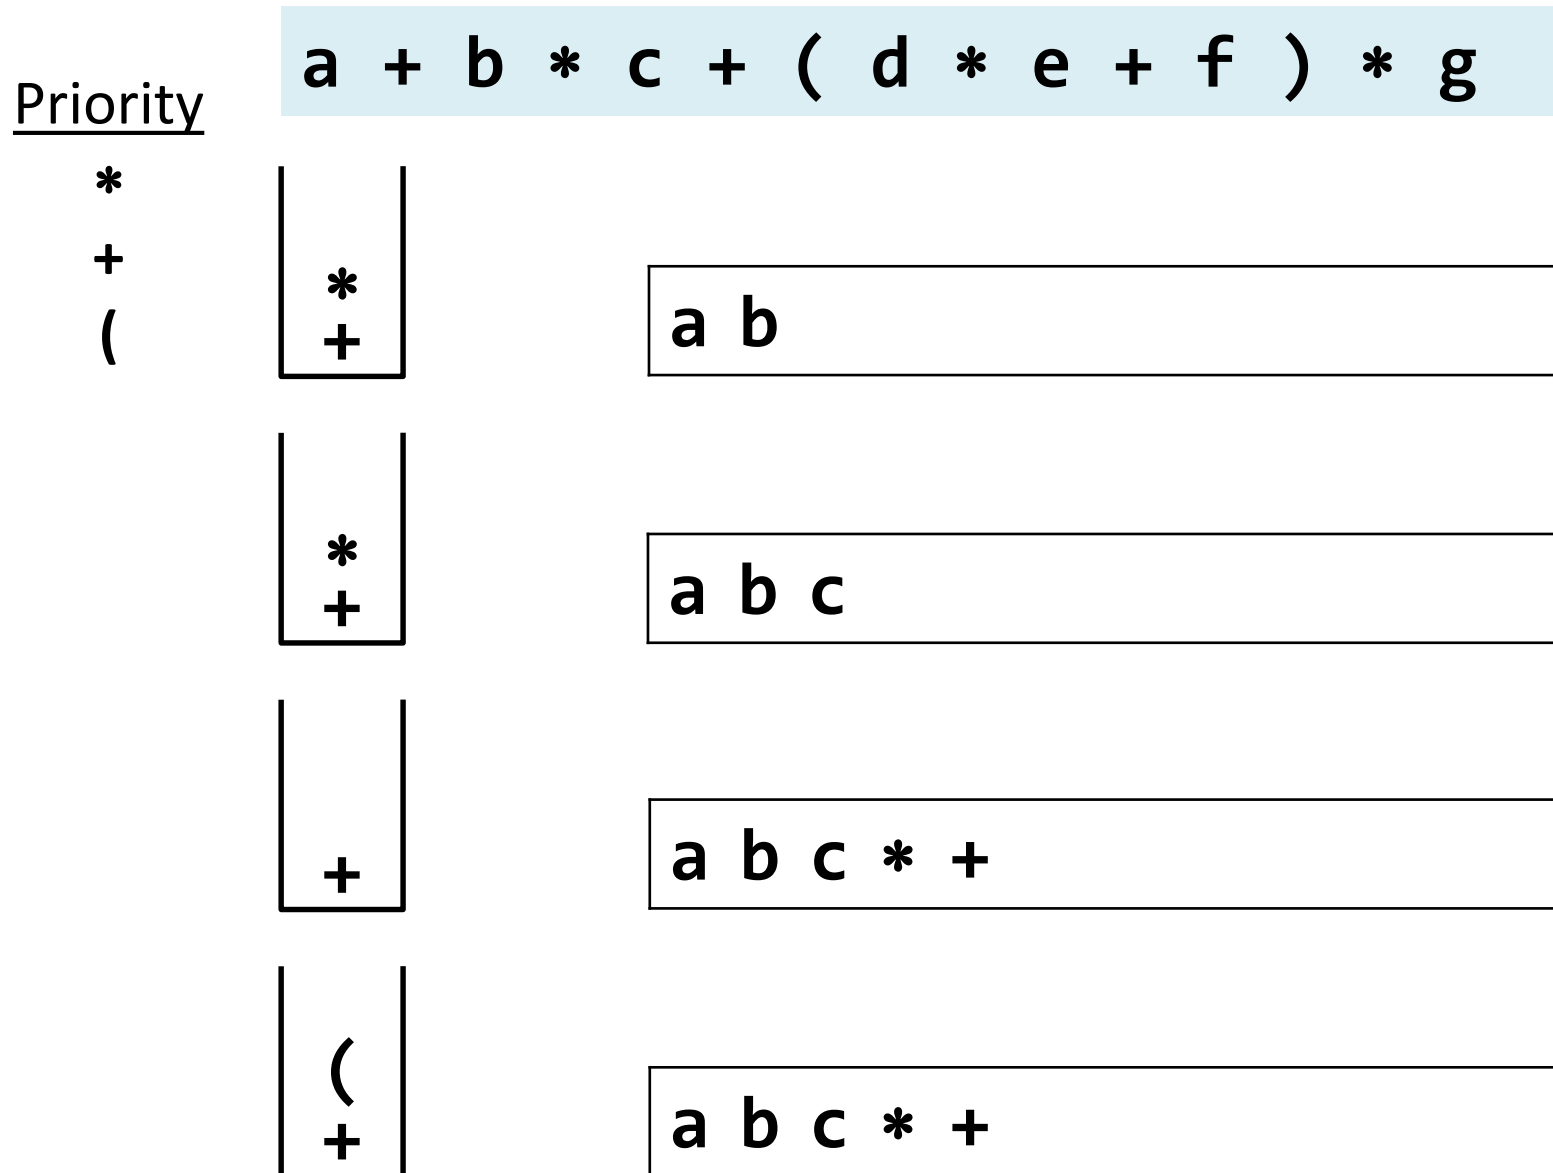 a + b * c + ( d * e + f ) * g
Priority
*
+
(
*
+
a b
*
+
a b c
+
a b c * +
(
+
a b c * +